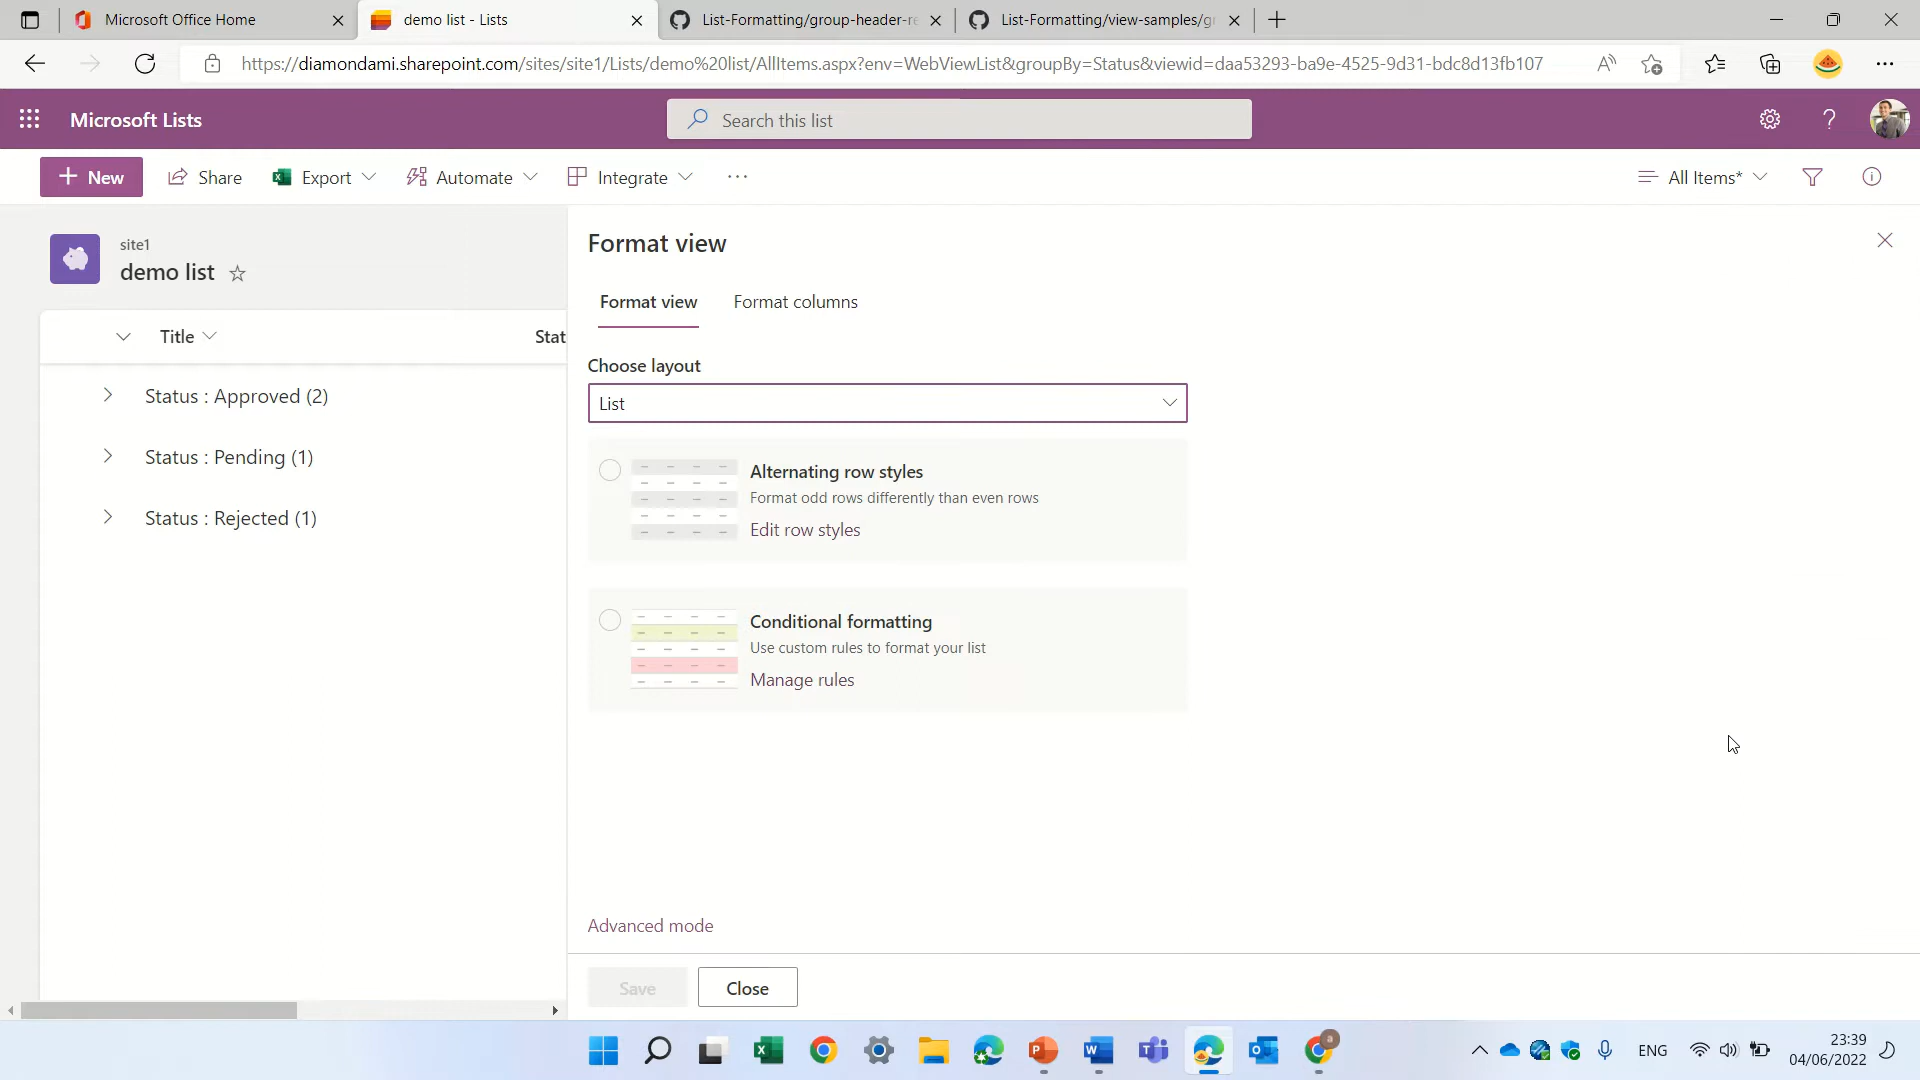 Microsoft Office Home
demo list - Lists
List-Formatting/group-header-re
List-Formatting/view-samples/gr
https://diamondami.sharepoint.com/sites/site1/Lists/demo%20list/AllItems.aspx?env=WebViewList&groupBy=Status&viewid=daa53293-ba9e-4525-9d31-bdc8d13fb107
Microsoft Lists
Search this list
New
Share
Export
Automate
Integrate
All Items*
site1
demo list
Title
Stat
Status : Approved (2)
Status : Pending (1)
Status : Rejected (1)
Format view
Format view
Format columns
Choose layout
List
Alternating row styles
Format odd rows differently than even rows
Edit row styles
Conditional formatting
Use custom rules to format your list
Manage rules
Advanced mode
Save
Close
ENG
23:39
04/06/2022